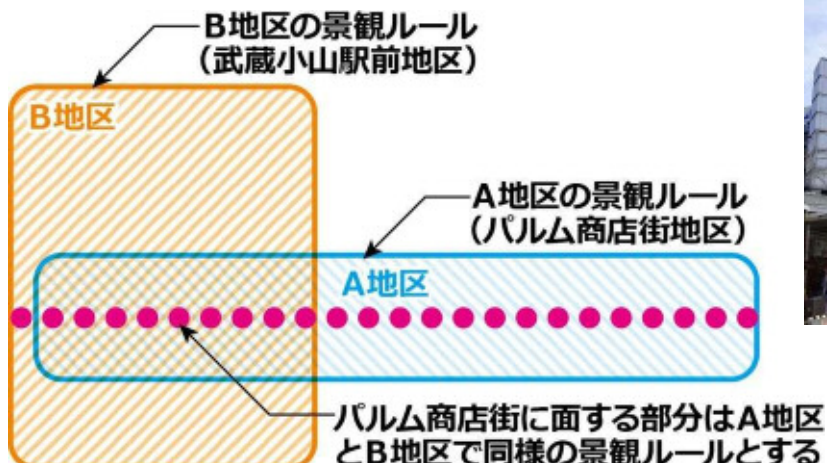 B地区の景観ルール
（武蔵小山駅前地区）
B地区
A地区の景観ルール
（パルム商店街地区）
A地区
パルム商店街に面する部分はA地区
とB地区で同様の景観ルールとする